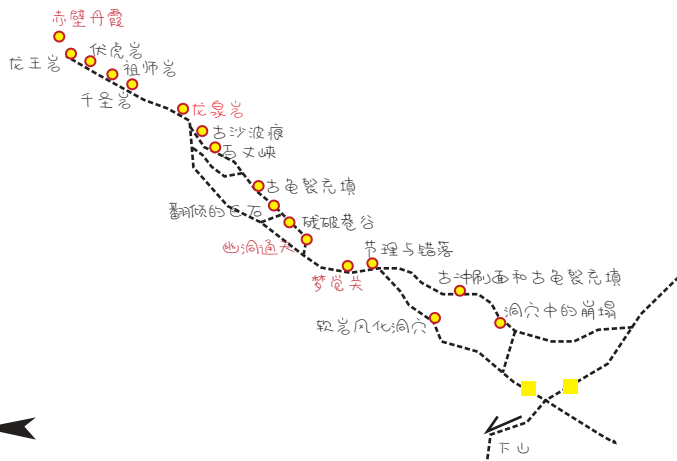 赤壁丹霞
伏虎岩
龙王岩
祖师岩
千圣岩
龙泉岩
古沙波痕
百丈峡
古龟裂充填
翻倾的巨石
残破巷谷
幽洞通天
节理与错落
梦觉关
古冲刷面和古龟裂充填
洞穴中的崩塌
软岩风化洞穴
下山